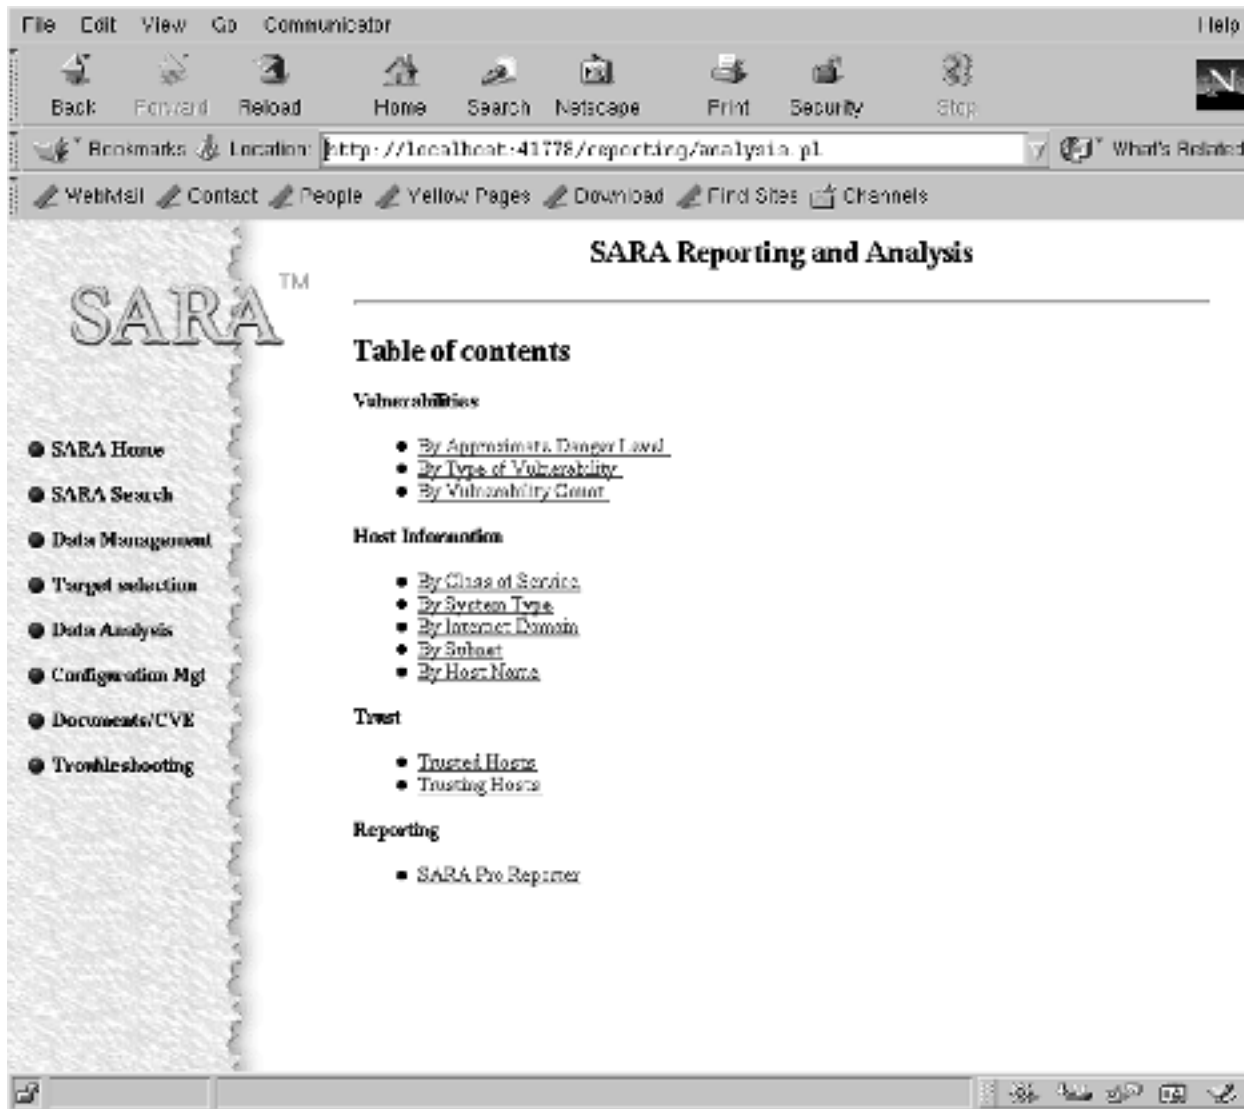 File Edit View Go Communicator Help
Back Forward Reload Home Search Netscape Print Security Stop
Bookmarks Location: http://localhost:41778/reporting/analysis.pl What's Related
WebMail Contact People Yellow Pages Download Find Sites Channels
SARA TM
SARA Home
SARA Search
Data Management
Target selection
Data Analysis
Configuration Mgt
Documents/CVE
Troubleshooting
SARA Reporting and Analysis
Table of contents
Vulnerabilities
By Approximate Danger Level
By Type of Vulnerability
By Vulnerability Count
Host Information
By Class of Service
By System Type
By Internet Domain
By Subnet
By Host Name
Trust
Trusted Hosts
Trusting Hosts
Reporting
SARA Pro Reporter